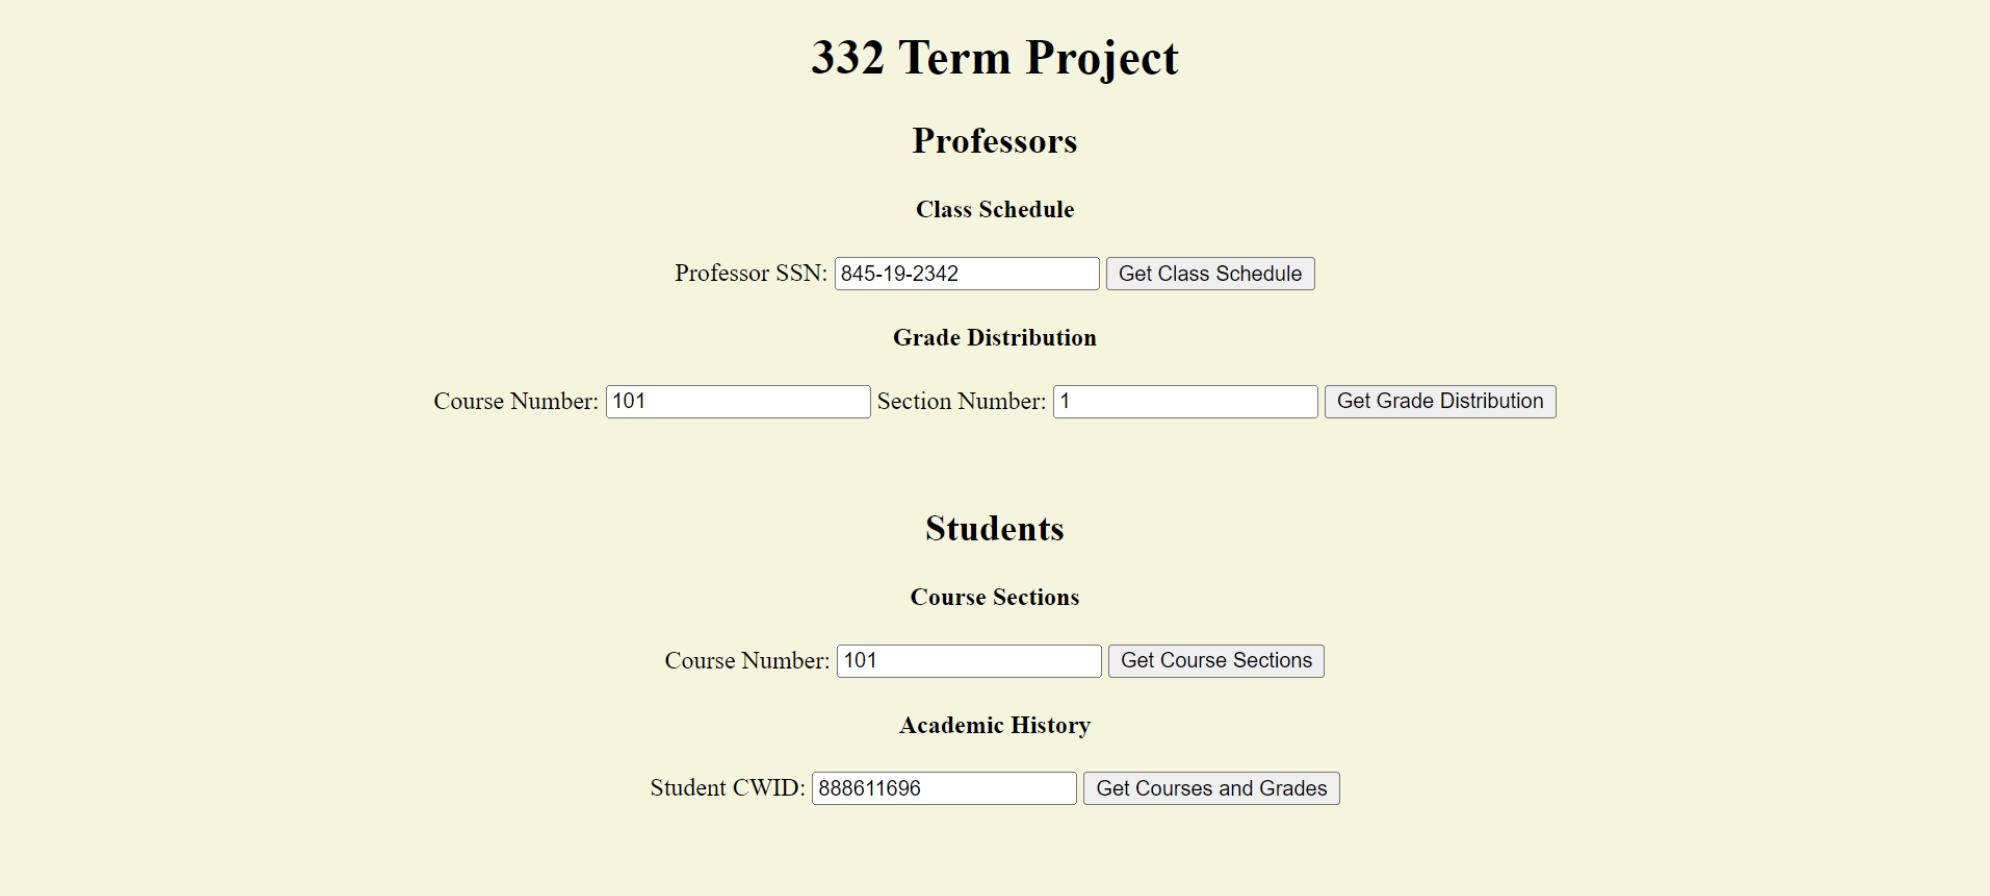 332 Term Project
Professors
Class Schedule
Professor SSN: 845-19-2342 Get Class Schedule
Grade Distribution
Course Number: 101 Section Number: 1 Get Grade Distribution
Students
Course Sections
Course Number: 101 Get Course Sections
Academic History
Student CWID: 888611696 Get Courses and Grades